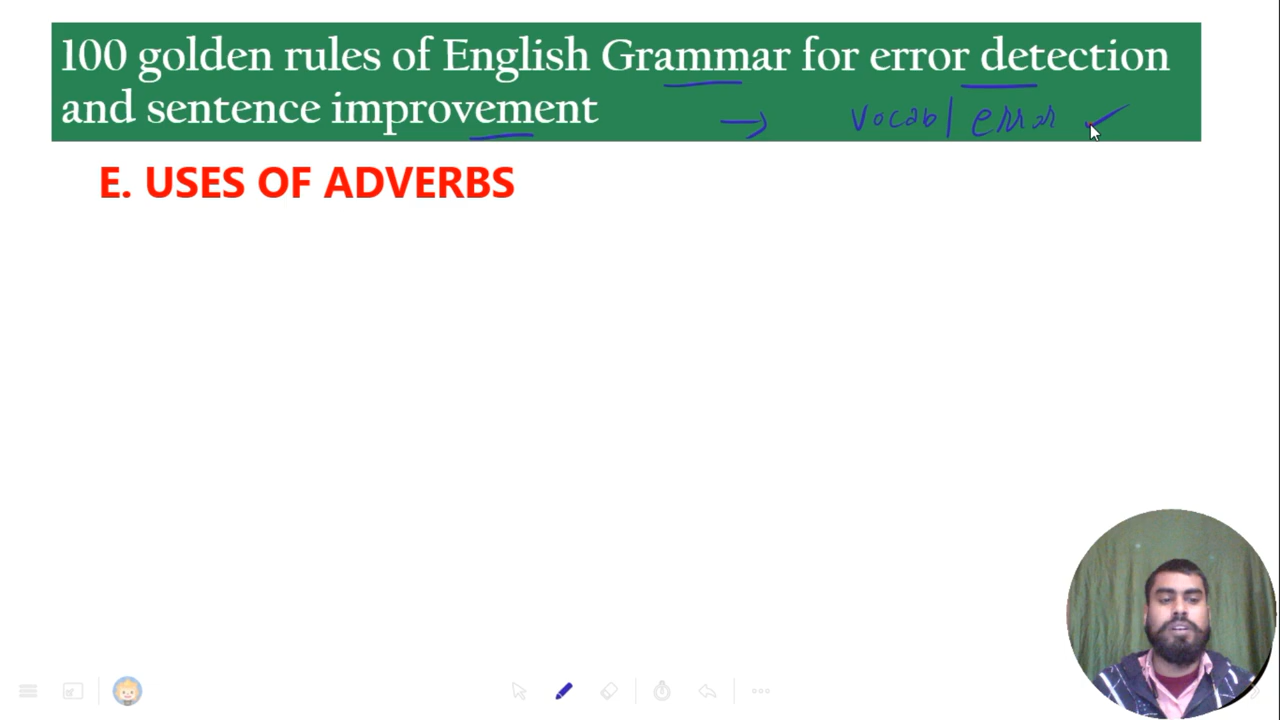 100 golden rules of English Grammar for error detection
and sentence improvement → vocab | error ✓
E. USES OF ADVERBS